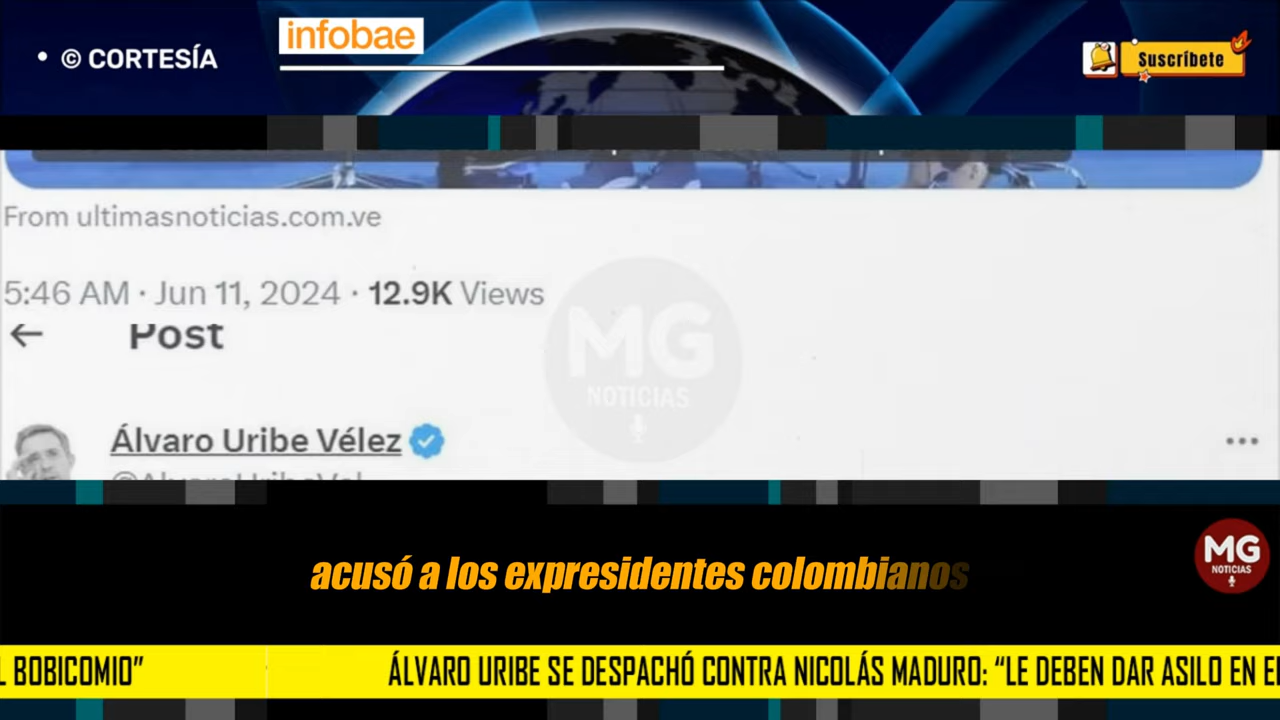 • © CORTESÍA
infobae
Suscríbete
From ultimasnoticias.com.ve
5:46 AM · Jun 11, 2024 · 12.9K Views
← Post
MG
NOTICIAS
Álvaro Uribe Vélez
acusó a los expresidentes colombianos
MG
NOTICIAS
L BOBICOMIO” ÁLVARO URIBE SE DESPACHÓ CONTRA NICOLÁS MADURO: “LE DEBEN DAR ASILO EN EL